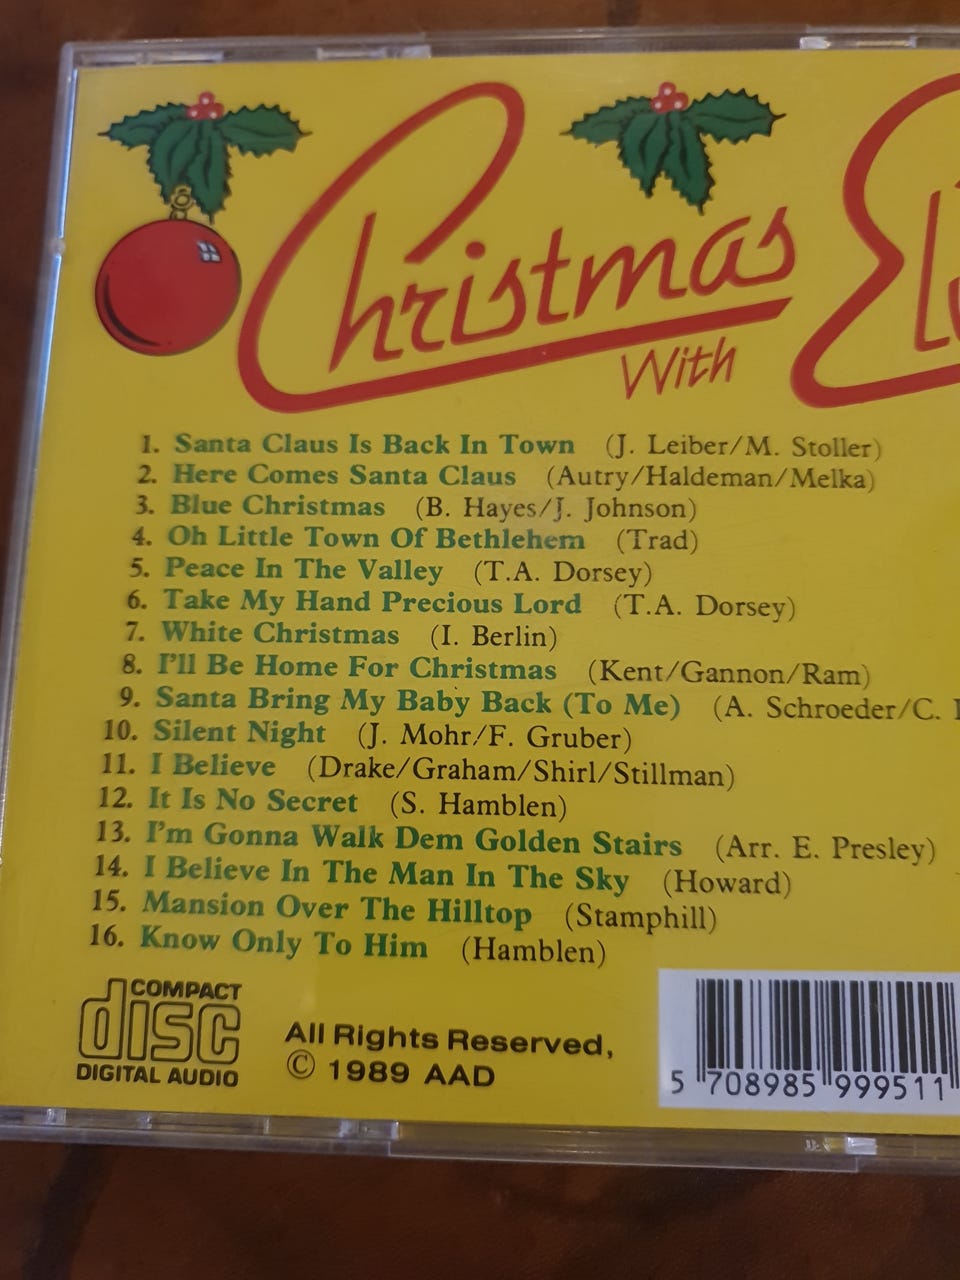 Christmas
With
1. Santa Claus Is Back In Town (J. Leiber/M. Stoller)
2. Here Comes Santa Claus (Autry/Haldeman/Melka)
3. Blue Christmas (B. Hayes/J. Johnson)
4. Oh Little Town Of Bethlehem (Trad)
5. Peace In The Valley (T.A. Dorsey)
6. Take My Hand Precious Lord (T.A. Dorsey)
7. White Christmas (I. Berlin)
8. I'll Be Home For Christmas (Kent/Gannon/Ram)
9. Santa Bring My Baby Back (To Me) (A. Schroeder/C.
10. Silent Night (J. Mohr/F. Gruber)
11. I Believe (Drake/Graham/Shirl/Stillman)
12. It Is No Secret (S. Hamblen)
13. I'm Gonna Walk Dem Golden Stairs (Arr. E. Presley)
14. I Believe In The Man In The Sky (Howard)
15. Mansion Over The Hilltop (Stamphill)
16. Know Only To Him (Hamblen)
COMPACT
disc
DIGITAL AUDIO
All Rights Reserved,
© 1989 AAD
5 708985 999511